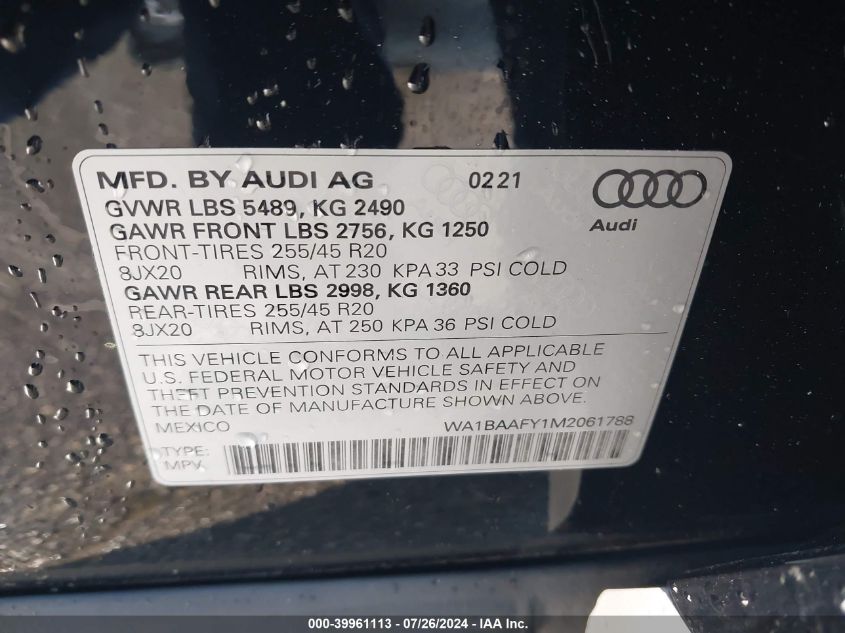 MFD. BY AUDI AG 0221
GVWR LBS 5489, KG 2490
GAWR FRONT LBS 2756, KG 1250
Audi
FRONT-TIRES 255/45 R20
8JX20 RIMS, AT 230 KPA 33 PSI COLD
GAWR REAR LBS 2998, KG 1360
REAR-TIRES 255/45 R20
8JX20 RIMS, AT 250 KPA 36 PSI COLD
THIS VEHICLE CONFORMS TO ALL APPLICABLE
U.S. FEDERAL MOTOR VEHICLE SAFETY AND
THEFT PREVENTION STANDARDS IN EFFECT ON
THE DATE OF MANUFACTURE SHOWN ABOVE.
MEXICO WA1BAAFY1M2061788
TYPE:
MPV
000-39961113 - 07/26/2024 - IAAI.com